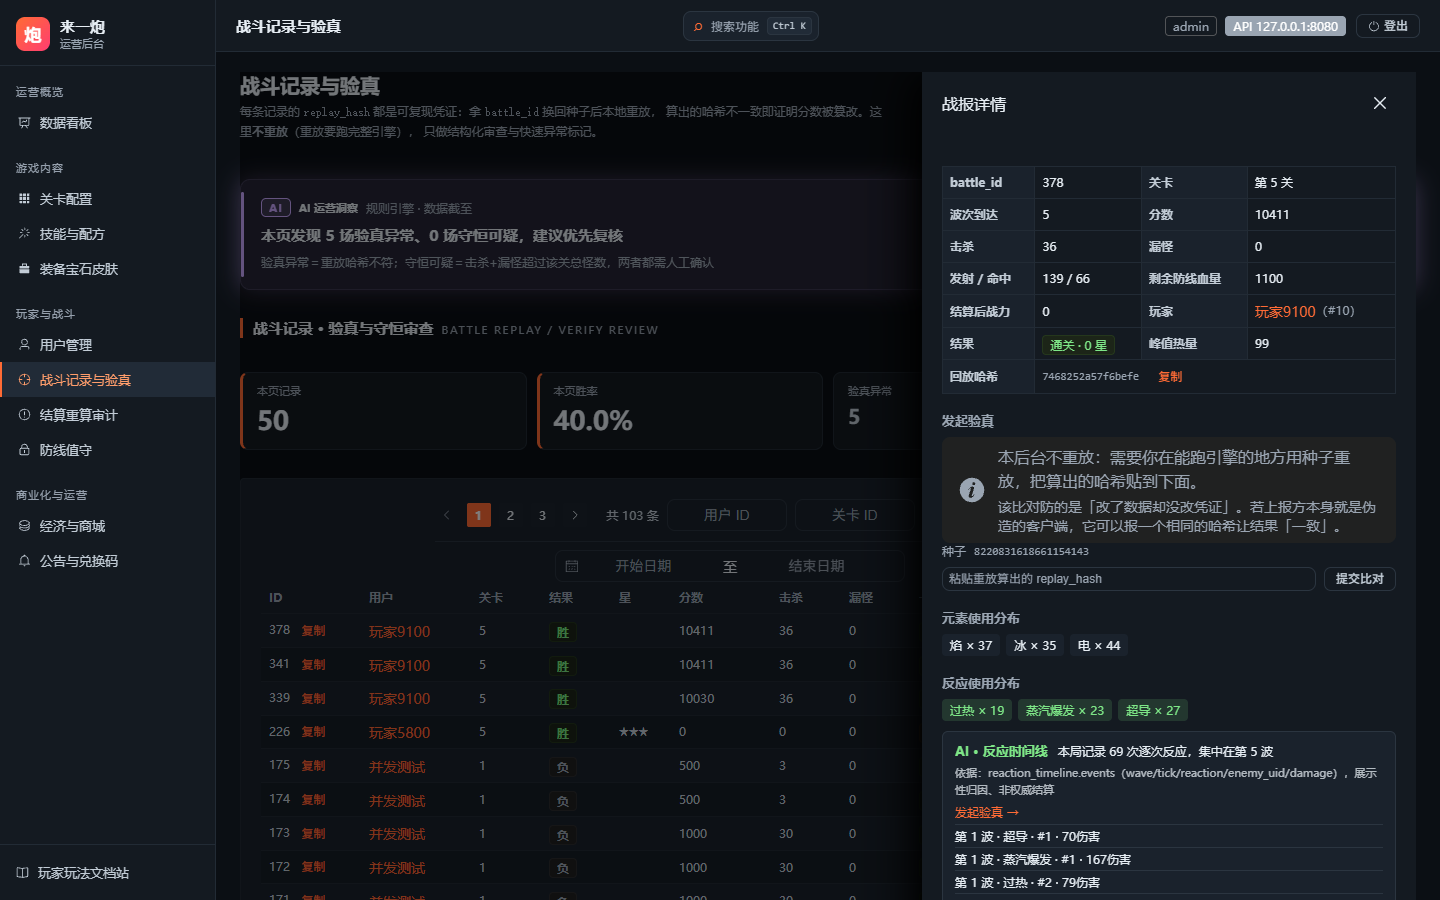 炮
来一炮
运营后台
战斗记录与验真
搜索功能 Ctrl K
admin
API 127.0.0.1:8080
登出
运营概览
数据看板
游戏内容
关卡配置
技能与配方
装备宝石皮肤
玩家与战斗
用户管理
战斗记录与验真
结算重算审计
防线值守
商业化与运营
经济与商城
公告与兑换码
玩家玩法文档站
战斗记录与验真
每条记录的 replay_hash 都是可复现凭证：拿 battle_id 换回种子后本地重放， 算出的哈希不一致即证明分数被篡改。这
里不重放（重放要跑完整引擎）， 只做结构化审查与快速异常标记。
AI AI 运营洞察 规则引擎 · 数据截至
本页发现 5 场验真异常、0 场守恒可疑，建议优先复核
验真异常＝重放哈希不符；守恒可疑＝击杀+漏怪超过该关总怪数，两者都需人工确认
战斗记录 • 验真与守恒审查 BATTLE REPLAY / VERIFY REVIEW
本页记录
50
本页胜率
40.0%
验真异常
5
1 2 3 共 103 条 用户 ID 关卡 ID
开始日期 至 结束日期
ID 用户 关卡 结果 星 分数 击杀 漏怪
378 复制 玩家9100 5 胜 10411 36 0
341 复制 玩家9100 5 胜 10411 36 0
339 复制 玩家9100 5 胜 10030 36 0
226 复制 玩家5800 5 胜 ★★★ 0 0 0
175 复制 并发测试 1 负 500 3 0
174 复制 并发测试 1 负 500 3 0
173 复制 并发测试 1 负 1000 30 0
172 复制 并发测试 1 负 1000 30 0
171 复制 并发测试 1 负 1000 30 0
战报详情
battle_id 378 关卡 第 5 关
波次到达 5 分数 10411
击杀 36 漏怪 0
发射 / 命中 139 / 66 剩余防线血量 1100
结算后战力 0 玩家 玩家9100 (#10)
结果 通关 · 0 星 峰值热量 99
回放哈希 7468252a57f6befe 复制
发起验真
本后台不重放：需要你在能跑引擎的地方用种子重
放，把算出的哈希贴到下面。
该比对防的是「改了数据却没改凭证」。若上报方本身就是伪
造的客户端，它可以报一个相同的哈希让结果「一致」。
种子 8220831618661154143
粘贴重放算出的 replay_hash 提交比对
元素使用分布
焰 × 37 冰 × 35 电 × 44
反应使用分布
过热 × 19 蒸汽爆发 × 23 超导 × 27
AI • 反应时间线 本局记录 69 次逐次反应，集中在第 5 波
依据：reaction_timeline.events（wave/tick/reaction/enemy_uid/damage），展示
性归因、非权威结算
发起验真 →
第 1 波 · 超导 · #1 · 70伤害
第 1 波 · 蒸汽爆发 · #1 · 167伤害
第 1 波 · 过热 · #2 · 79伤害